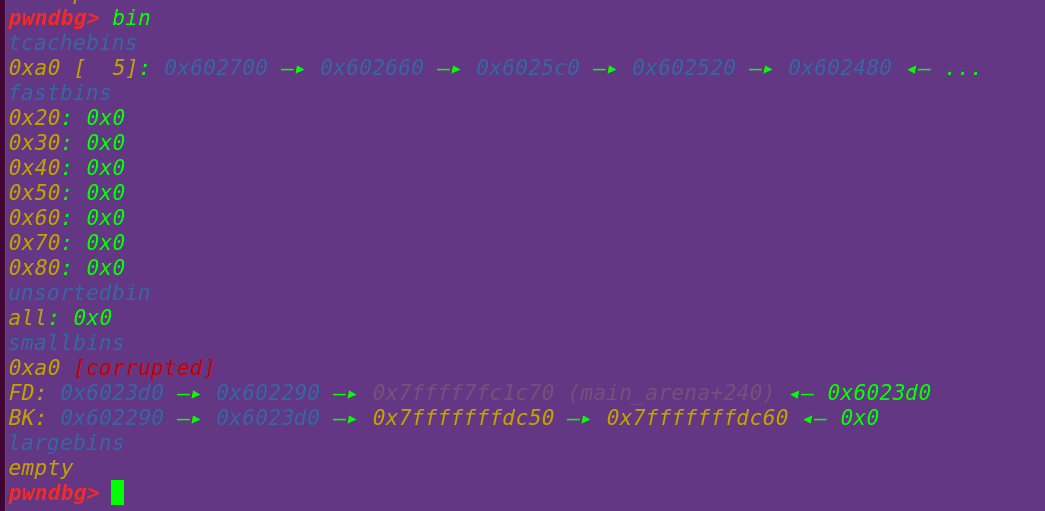 pwndbg> bin
tcachebins
0xa0 [  5]: 0x602700 —▸ 0x602660 —▸ 0x6025c0 —▸ 0x602520 —▸ 0x602480 ◂— ...
fastbins
0x20: 0x0
0x30: 0x0
0x40: 0x0
0x50: 0x0
0x60: 0x0
0x70: 0x0
0x80: 0x0
unsortedbin
all: 0x0
smallbins
0xa0 [corrupted]
FD: 0x6023d0 —▸ 0x602290 —▸ 0x7ffff7fc1c70 (main_arena+240) ◂— 0x6023d0
BK: 0x602290 —▸ 0x6023d0 —▸ 0x7fffffffdc50 —▸ 0x7fffffffdc60 ◂— 0x0
largebins
empty
pwndbg>